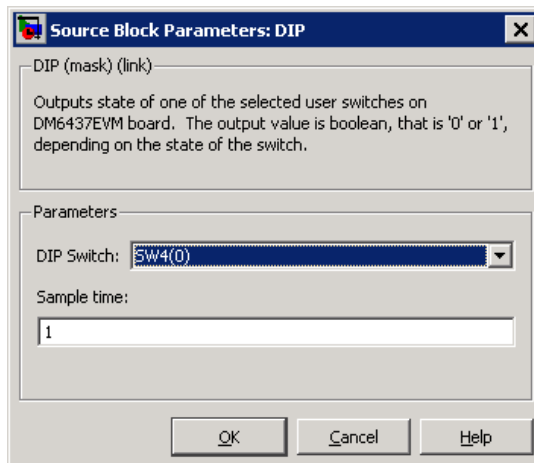 Source Block Parameters: DIP
DIP (mask) (link)
Outputs state of one of the selected user switches on
DM6437EVM board.  The output value is boolean, that is '0' or '1',
depending on the state of the switch.
Parameters
DIP Switch: SW4(0)
Sample time:
1
OK Cancel Help